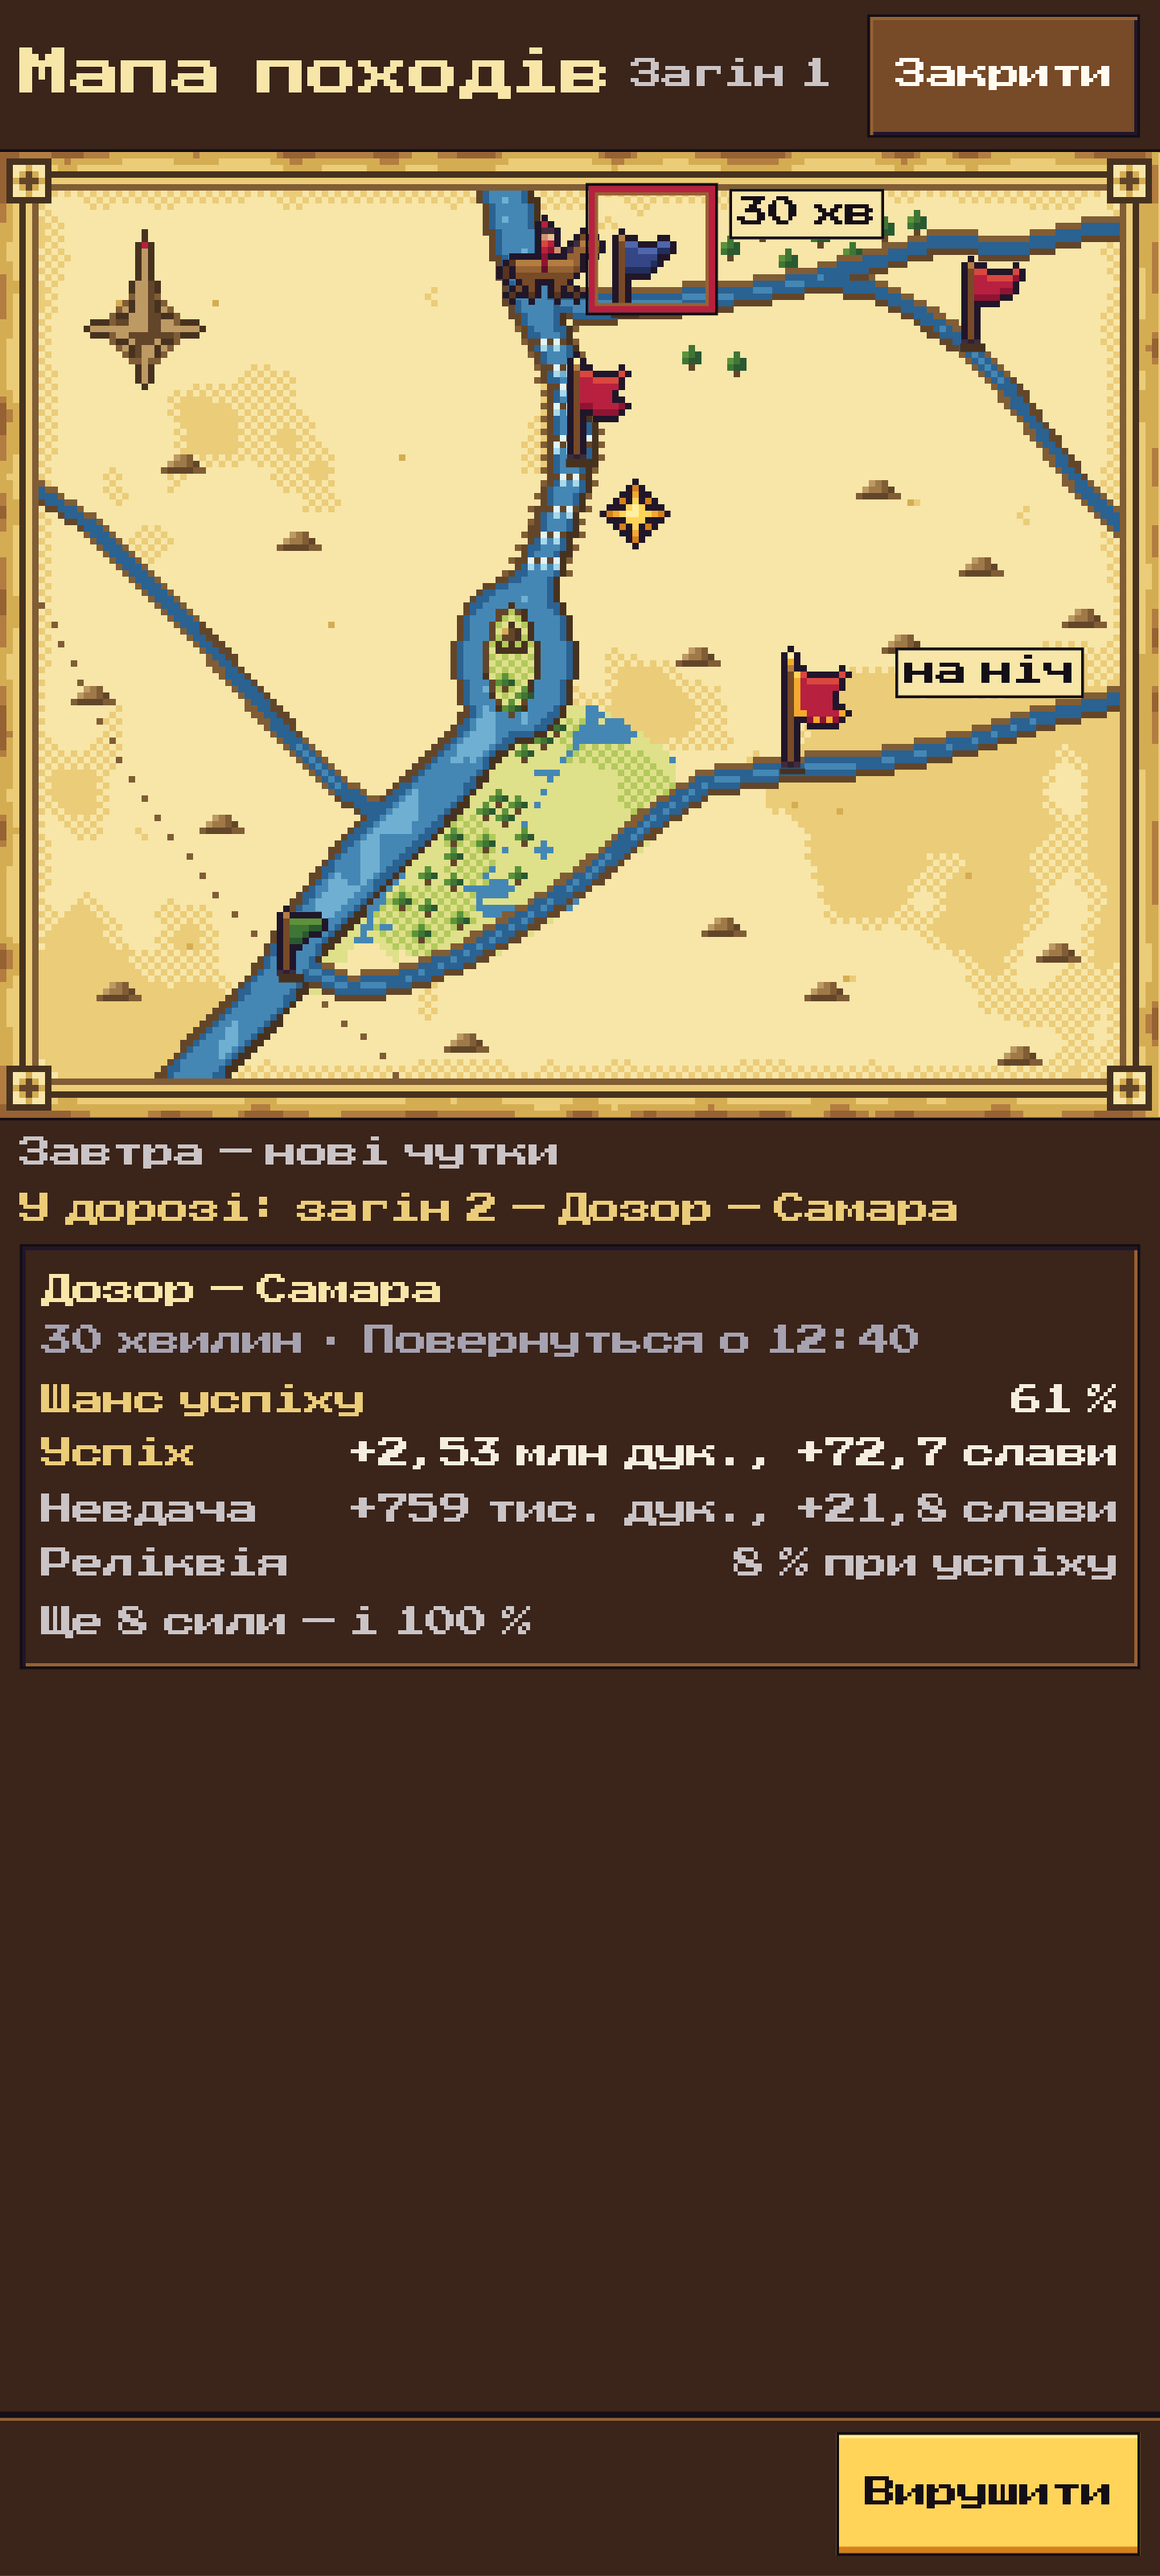 Мапа походів Загін 1 Закрити
30 хв
на ніч
Завтра — нові чутки
У дорозі: загін 2 — Дозор — Самара
Дозор — Самара
30 хвилин · Повернуться о 12:40
Шанс успіху 61 %
Успіх +2,53 млн дук., +72,7 слави
Невдача +759 тис. дук., +21,8 слави
Реліквія 8 % при успіху
Ще 8 сили — і 100 %
Вирушити